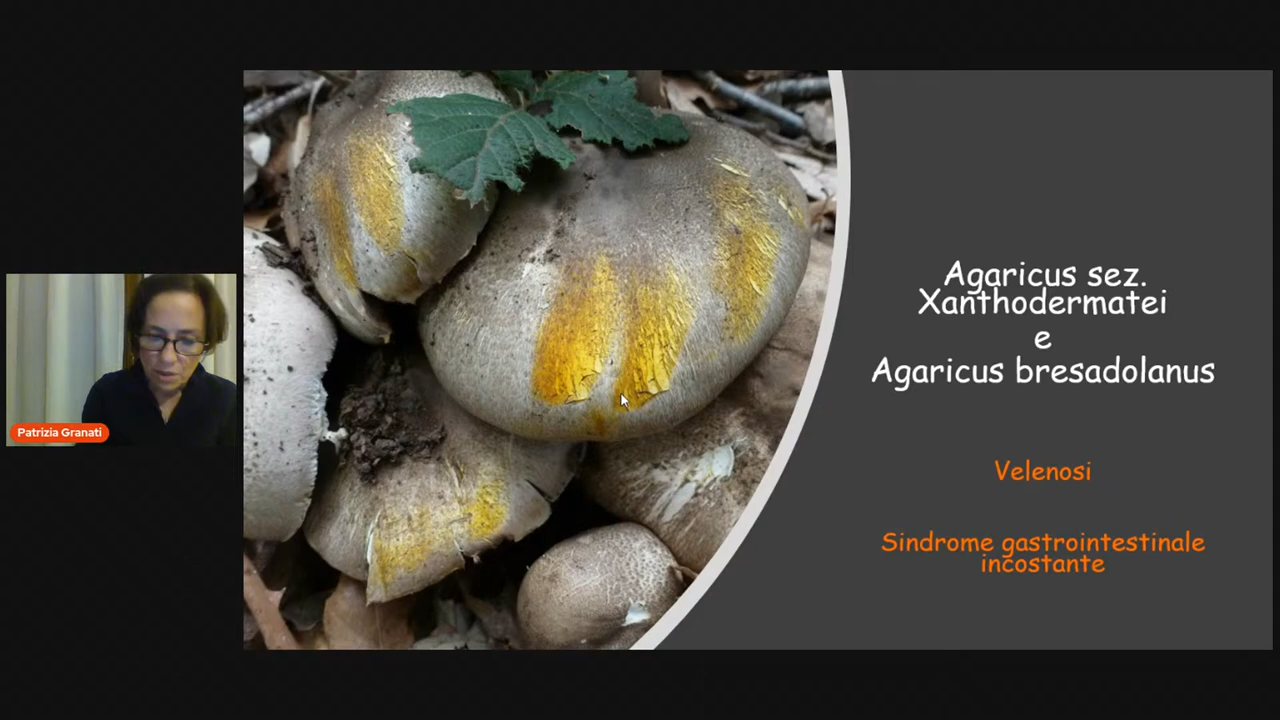 Patrizia Granati
Agaricus sez.
Xanthodermatei
e
Agaricus bresadolanus
Velenosi
Sindrome gastrointestinale
incostante